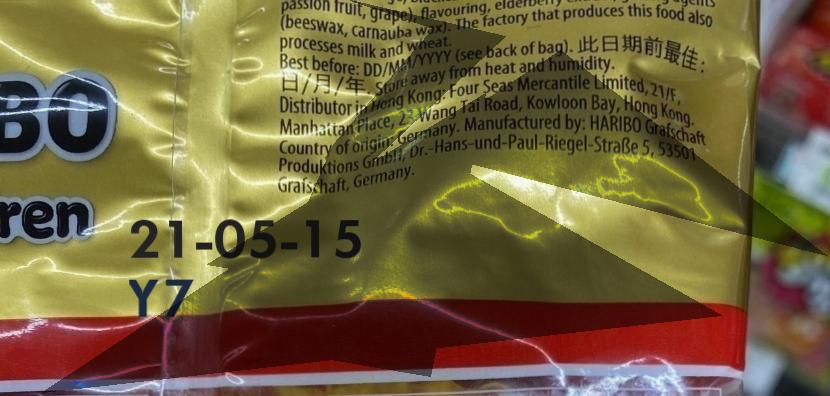 passion fruit, grape), flavouring, elderberry
(beeswax, carnauba wax). The factory that produces this food also
processes milk and wheat.
Best before: DD/MM/YYYY (see back of bag). 此日期前最佳:
日/月/年. Store away from heat and humidity.
Distributor in Hong Kong: Four Seas Mercantile Limited, 21/F,
Manhattan Place, 23 Wang Tai Road, Kowloon Bay, Hong Kong.
Country of origin: Germany. Manufactured by: HARIBO Grafschaft
Produktions GmbH, Dr.-Hans-und-Paul-Riegel-Straße 5, 53501
Grafschaft, Germany.
BO
ren
21-05-15
Y7